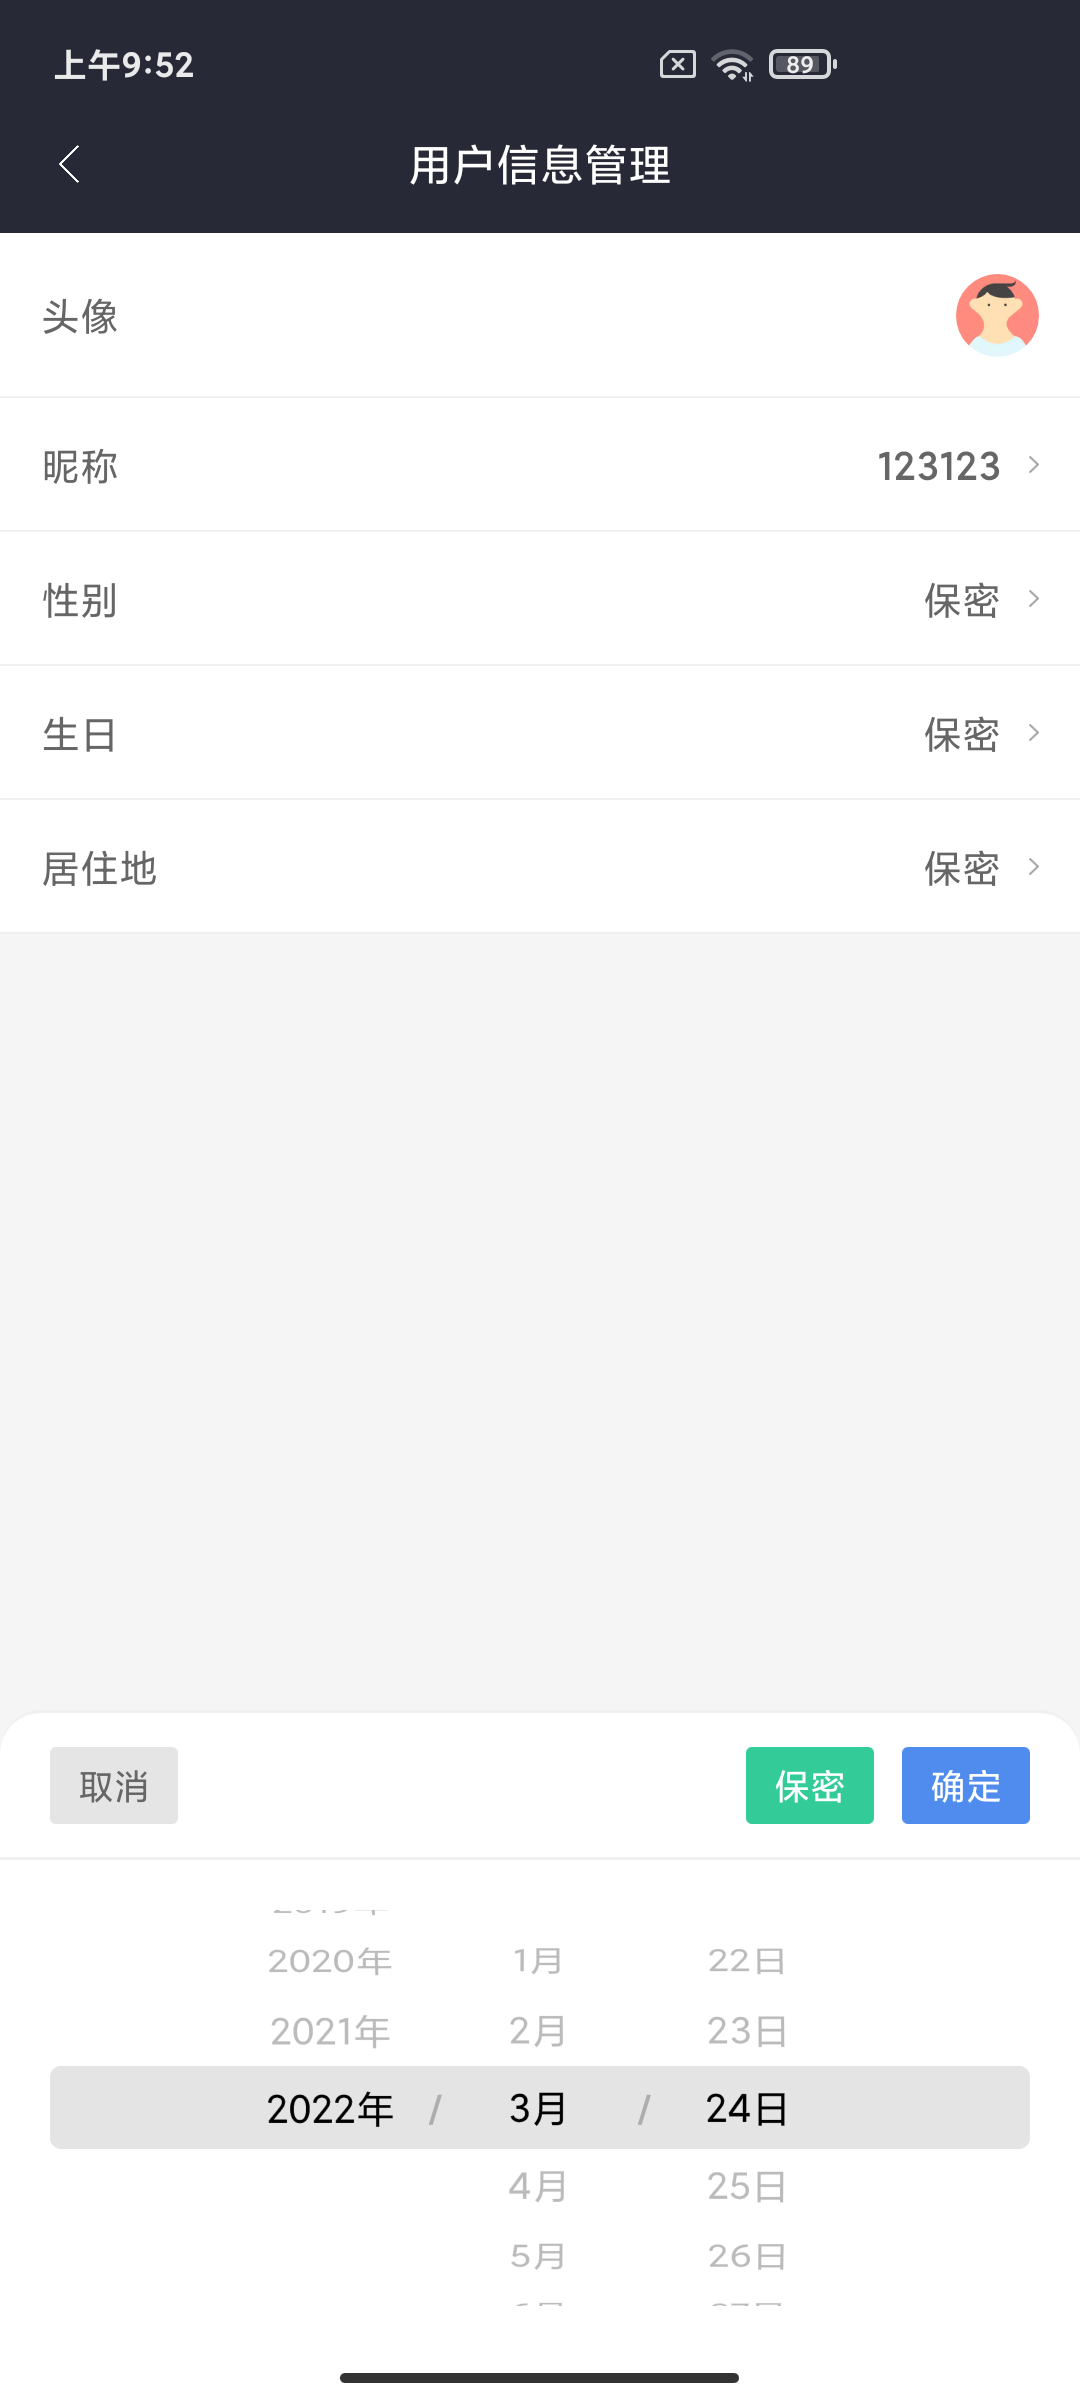 上午9:52
89
用户信息管理
头像
昵称 123123
性别 保密
生日 保密
居住地 保密
取消 保密 确定
2020年 1月 22日
2021年 2月 23日
2022年 / 3月 / 24日
4月 25日
5月 26日